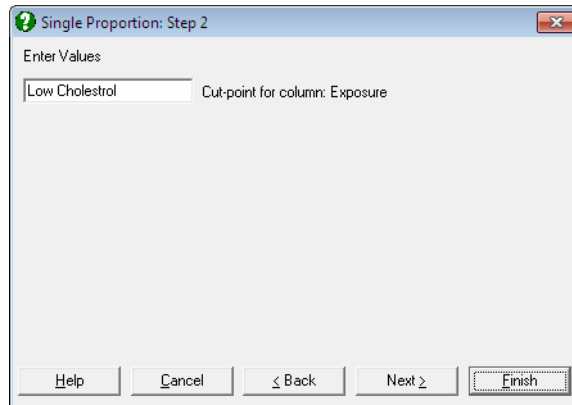 Single Proportion: Step 2
Enter Values
Low Cholestrol Cut-point for column: Exposure
Help Cancel < Back Next > Finish